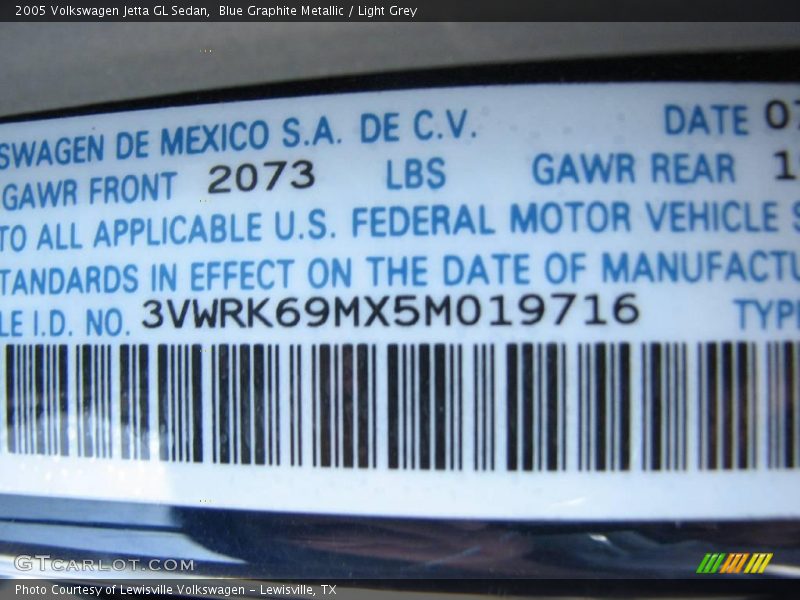 2005 Volkswagen Jetta GL Sedan,  Blue Graphite Metallic / Light Grey
SWAGEN DE MEXICO S.A. DE C.V. DATE 07
GAWR FRONT 2073 LBS GAWR REAR 1
TO ALL APPLICABLE U.S. FEDERAL MOTOR VEHICLE S
TANDARDS IN EFFECT ON THE DATE OF MANUFACTU
LE I.D. NO. 3VWRK69MX5M019716 TYP
GTCARLOT.COM
Photo Courtesy of Lewisville Volkswagen – Lewisville, TX